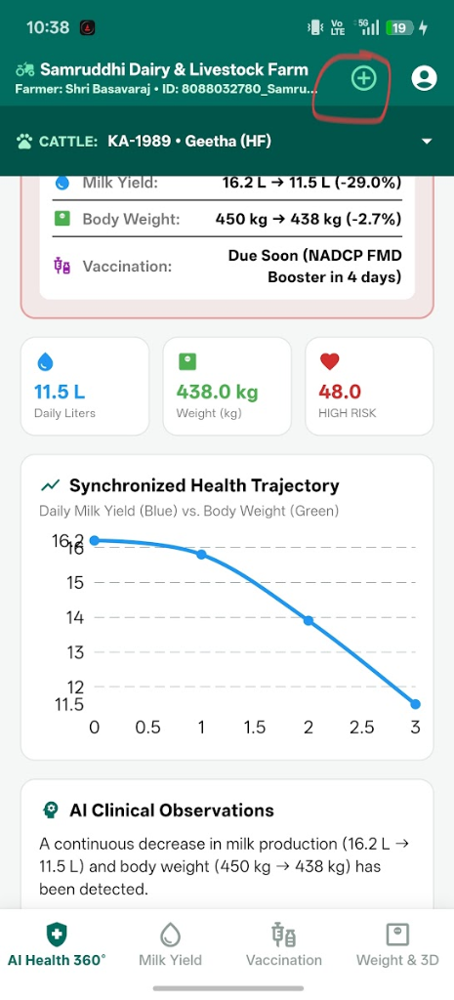 10:38
Vo LTE
5G
19
Samruddhi Dairy & Livestock Farm
Farmer: Shri Basavaraj • ID: 8088032780_Samru...
CATTLE: KA-1989 • Geetha (HF)
Milk Yield: 16.2 L → 11.5 L (-29.0%)
Body Weight: 450 kg → 438 kg (-2.7%)
Vaccination: Due Soon (NADCP FMD
Booster in 4 days)
11.5 L
Daily Liters
438.0 kg
Weight (kg)
48.0
HIGH RISK
Synchronized Health Trajectory
Daily Milk Yield (Blue) vs. Body Weight (Green)
16.2
16
15
14
13
12
11.5
0 0.5 1 1.5 2 2.5 3
AI Clinical Observations
A continuous decrease in milk production (16.2 L →
11.5 L) and body weight (450 kg → 438 kg) has
been detected.
AI Health 360° Milk Yield Vaccination Weight & 3D